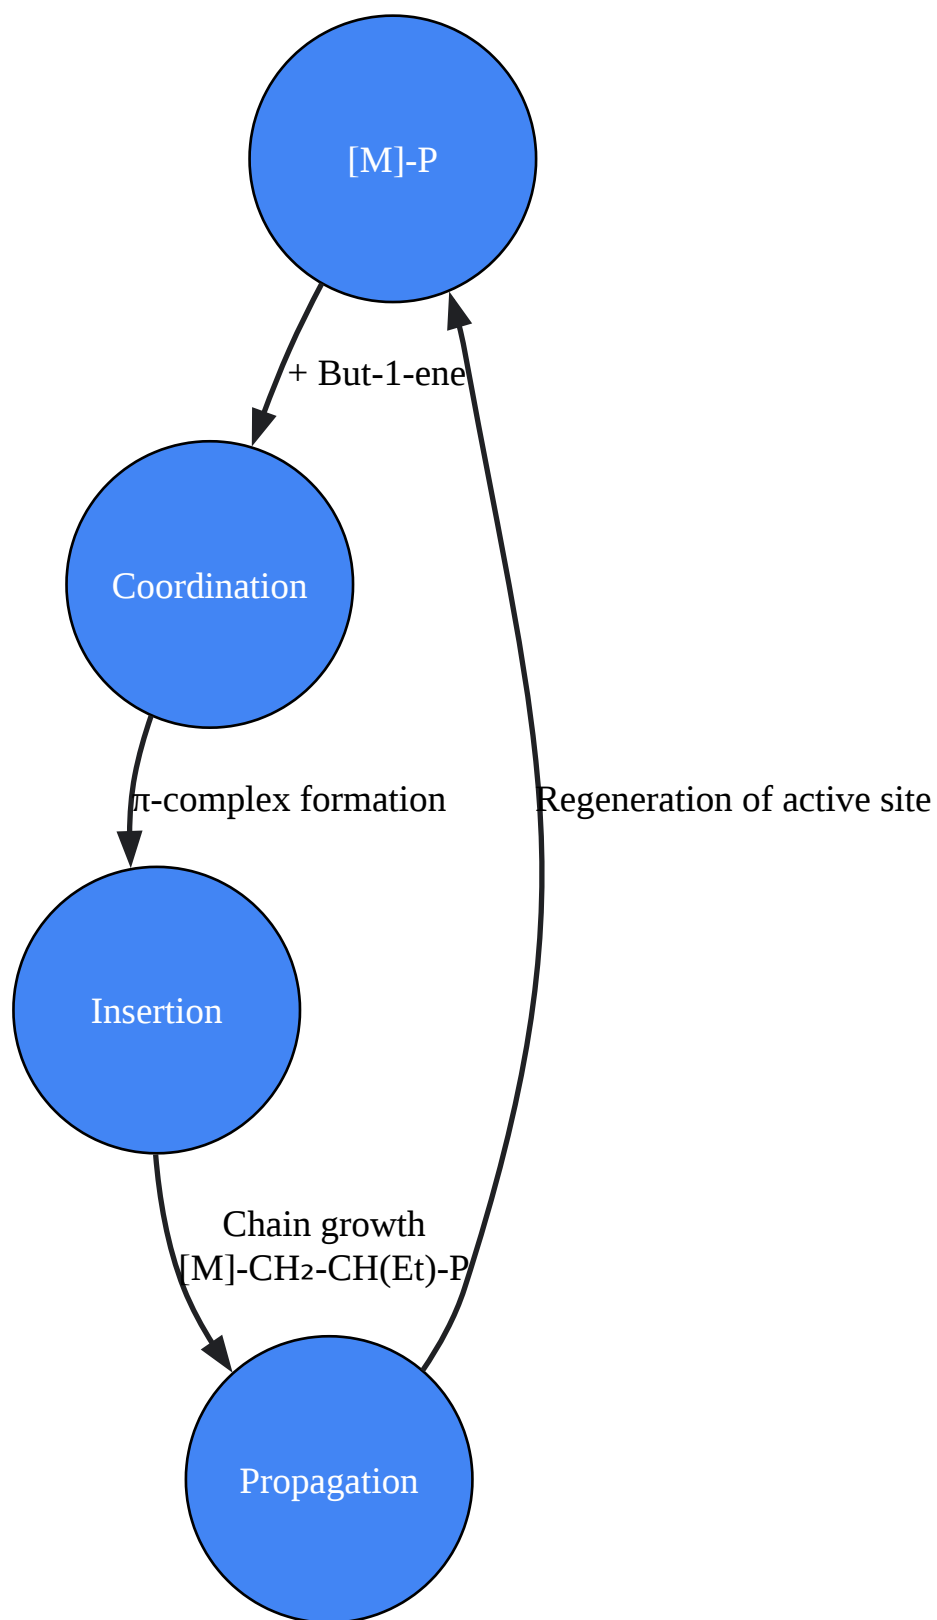 [M]-P
+ But-1-ene
Coordination
π-complex formation
Regeneration of active site
Insertion
Chain growth
[M]-CH₂-CH(Et)-P
Propagation